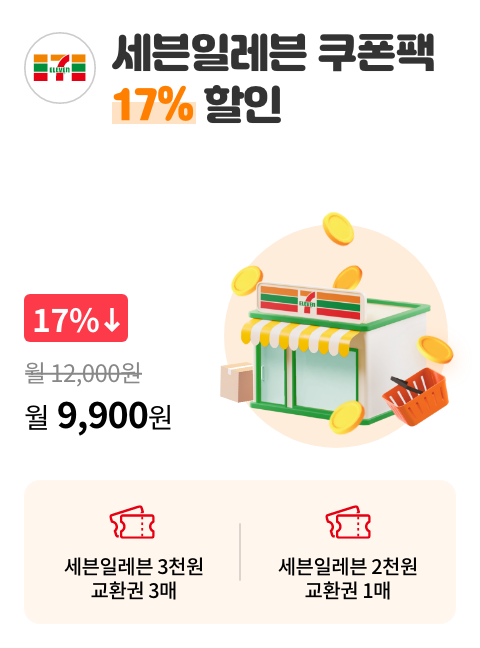 7
ELEVEN
세븐일레븐 쿠폰팩
17% 할인
7
ELEVEN
17%↓
월 12,000원
월 9,900원
세븐일레븐 3천원
교환권 3매
세븐일레븐 2천원
교환권 1매